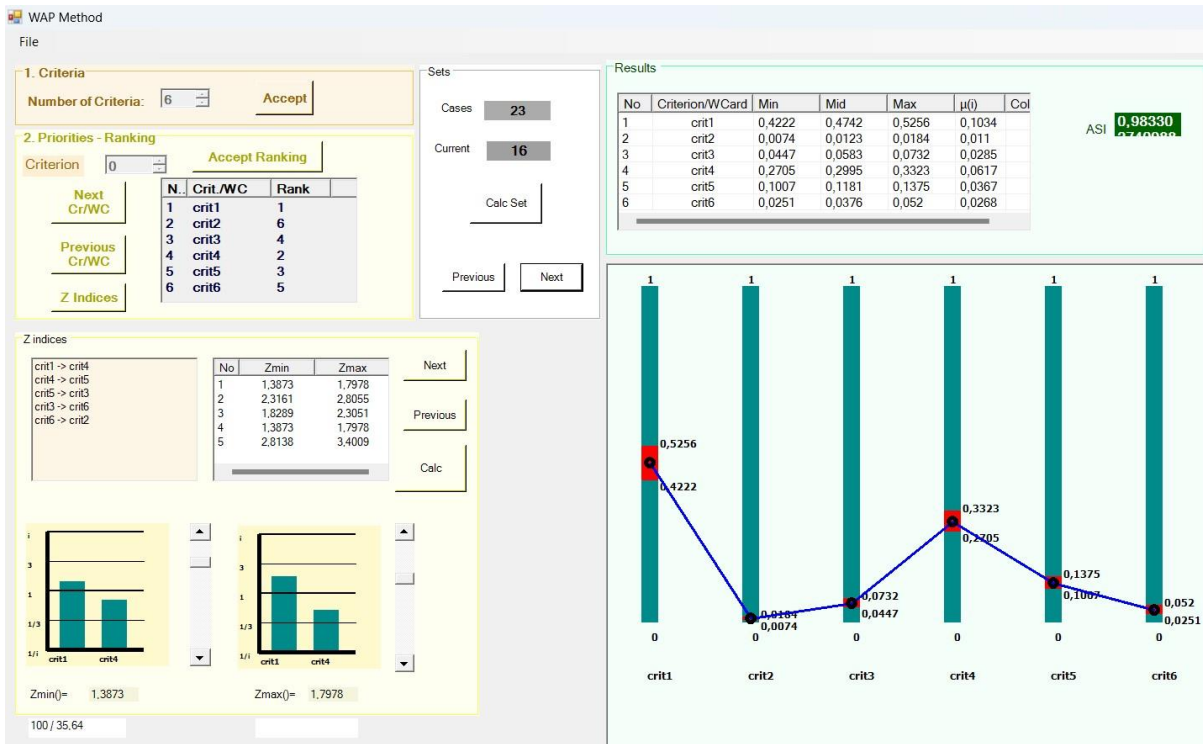 WAP Method
File
1. Criteria
Number of Criteria: 6 Accept
2. Priorities - Ranking
Criterion 0 Accept Ranking
Next Cr/WC
Previous Cr/WC
Z Indices
N.. Crit./WC Rank
1 crit1 1
2 crit2 6
3 crit3 4
4 crit4 2
5 crit5 3
6 crit6 5
Sets
Cases 23
Current 16
Calc Set
Previous Next
Results
No Criterion/WCard Min Mid Max μ(i) Col
1 crit1 0,4222 0,4742 0,5256 0,1034
2 crit2 0,0074 0,0123 0,0184 0,011
3 crit3 0,0447 0,0583 0,0732 0,0285
4 crit4 0,2705 0,2995 0,3323 0,0617
5 crit5 0,1007 0,1181 0,1375 0,0367
6 crit6 0,0251 0,0376 0,052 0,0268
ASI 0,98330
Z indices
crit1 -> crit4
crit4 -> crit5
crit5 -> crit3
crit3 -> crit6
crit6 -> crit2
No Zmin Zmax
1 1,3873 1,7978
2 2,3161 2,8055
3 1,8289 2,3051
4 1,3873 1,7978
5 2,8138 3,4009
Next
Previous
Calc
i
3
1
1/3
1/i
crit1 crit4
i
3
1
1/3
1/i
crit1 crit4
Zmin()= 1,3873
Zmax()= 1,7978
100 / 35,64
1 1 1 1 1 1
0,5256
0,4222
0,0184
0,0074
0,0732
0,0447
0,3323
0,2705
0,1375
0,1007
0,052
0,0251
0 0 0 0 0 0
crit1 crit2 crit3 crit4 crit5 crit6